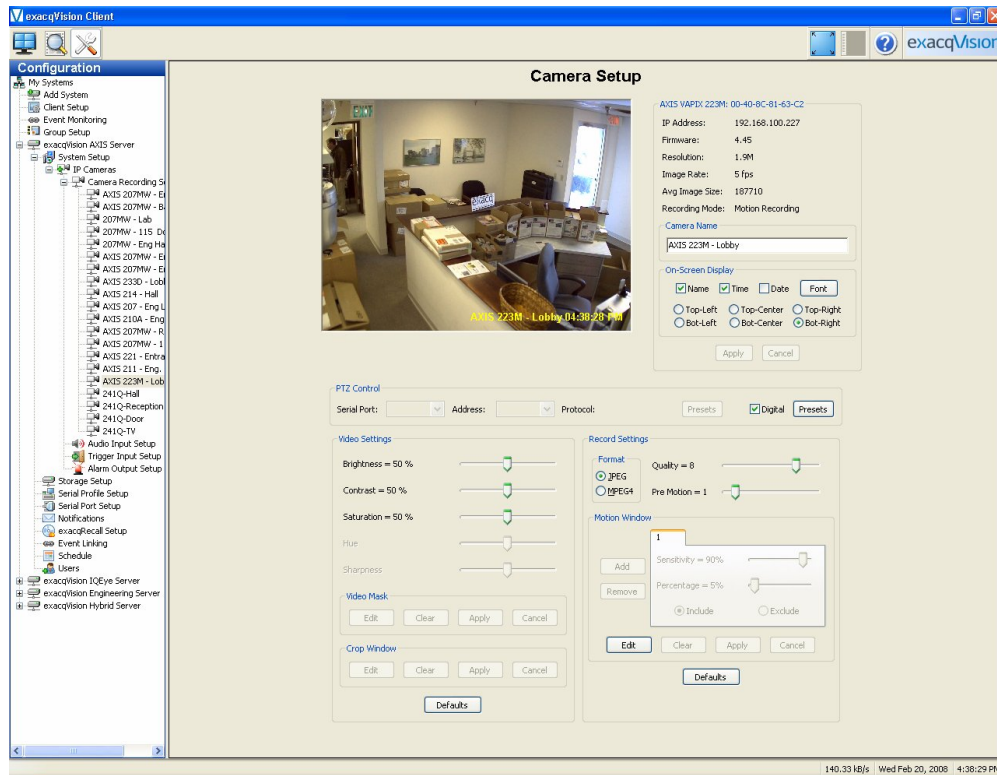 exacqVision Client
exacqVision
Configuration
My Systems
Add System
Client Setup
Event Monitoring
Group Setup
exacqVision AXIS Server
System Setup
IP Cameras
Camera Recording S
AXIS 207MW - E
AXIS 207MW - B
207MW - Lab
207MW - 115 D
207MW - Eng Ha
AXIS 207MW - E
AXIS 207MW - E
AXIS 233D - Lob
AXIS 214 - Hall
AXIS 207 - Eng L
AXIS 210A - Eng
AXIS 207MW - R
AXIS 207MW - 1
AXIS 221 - Entra
AXIS 211 - Eng.
AXIS 223M - Lob
241Q-Hall
241Q-Reception
241Q-Door
241Q-TV
Audio Input Setup
Trigger Input Setup
Alarm Output Setup
Storage Setup
Serial Profile Setup
Serial Port Setup
Notifications
exacqRecall Setup
Event Linking
Schedule
Users
exacqVision IQEye Server
exacqVision Engineering Server
exacqVision Hybrid Server
Camera Setup
exacq
AXIS 223M - Lobby 04:38:28 PM
AXIS VAPIX 223M: 00-40-8C-81-63-C2
IP Address: 192.168.100.227
Firmware: 4.45
Resolution: 1.9M
Image Rate: 5 fps
Avg Image Size: 187710
Recording Mode: Motion Recording
Camera Name
AXIS 223M - Lobby
On-Screen Display
Name Time Date Font
Top-Left Top-Center Top-Right
Bot-Left Bot-Center Bot-Right
Apply Cancel
PTZ Control
Serial Port: Address: Protocol: Presets Digital Presets
Video Settings
Brightness = 50 %
Contrast = 50 %
Saturation = 50 %
Hue
Sharpness
Video Mask
Edit Clear Apply Cancel
Crop Window
Edit Clear Apply Cancel
Defaults
Record Settings
Format
JPEG
MPEG4
Quality = 8
Pre Motion = 1
Motion Window
1
Add
Remove
Sensitivity = 90%
Percentage = 5%
Include Exclude
Edit Clear Apply Cancel
Defaults
140.33 kB/s Wed Feb 20, 2008 4:38:29 PM